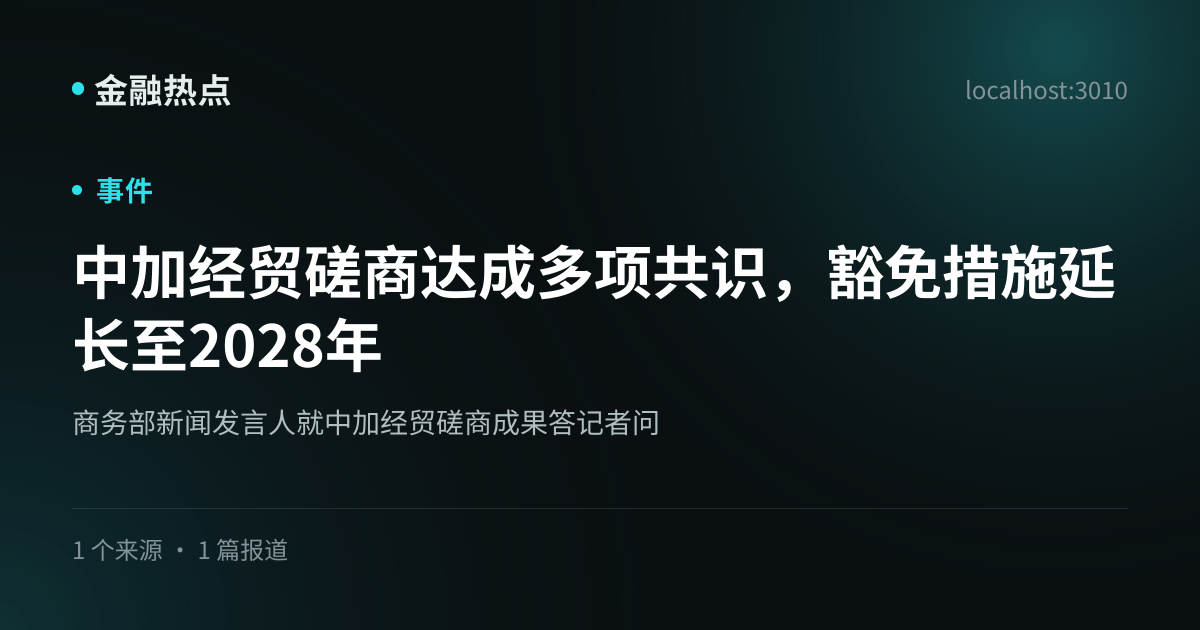 金融热点
localhost:3010
事件
中加经贸磋商达成多项共识，豁免措施延
长至2028年
商务部新闻发言人就中加经贸磋商成果答记者问
1 个来源 · 1 篇报道